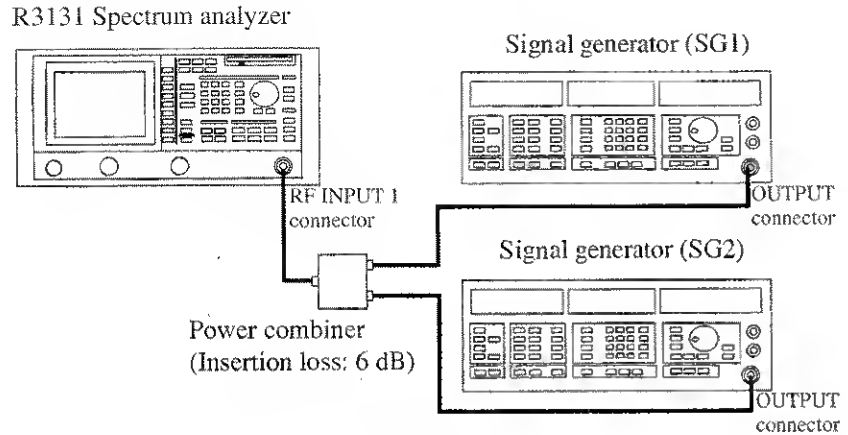 R3131 Spectrum analyzer
Signal generator (SG1)
RF INPUT 1
connector
OUTPUT
connector
Signal generator (SG2)
Power combiner
(Insertion loss: 6 dB)
OUTPUT
connector